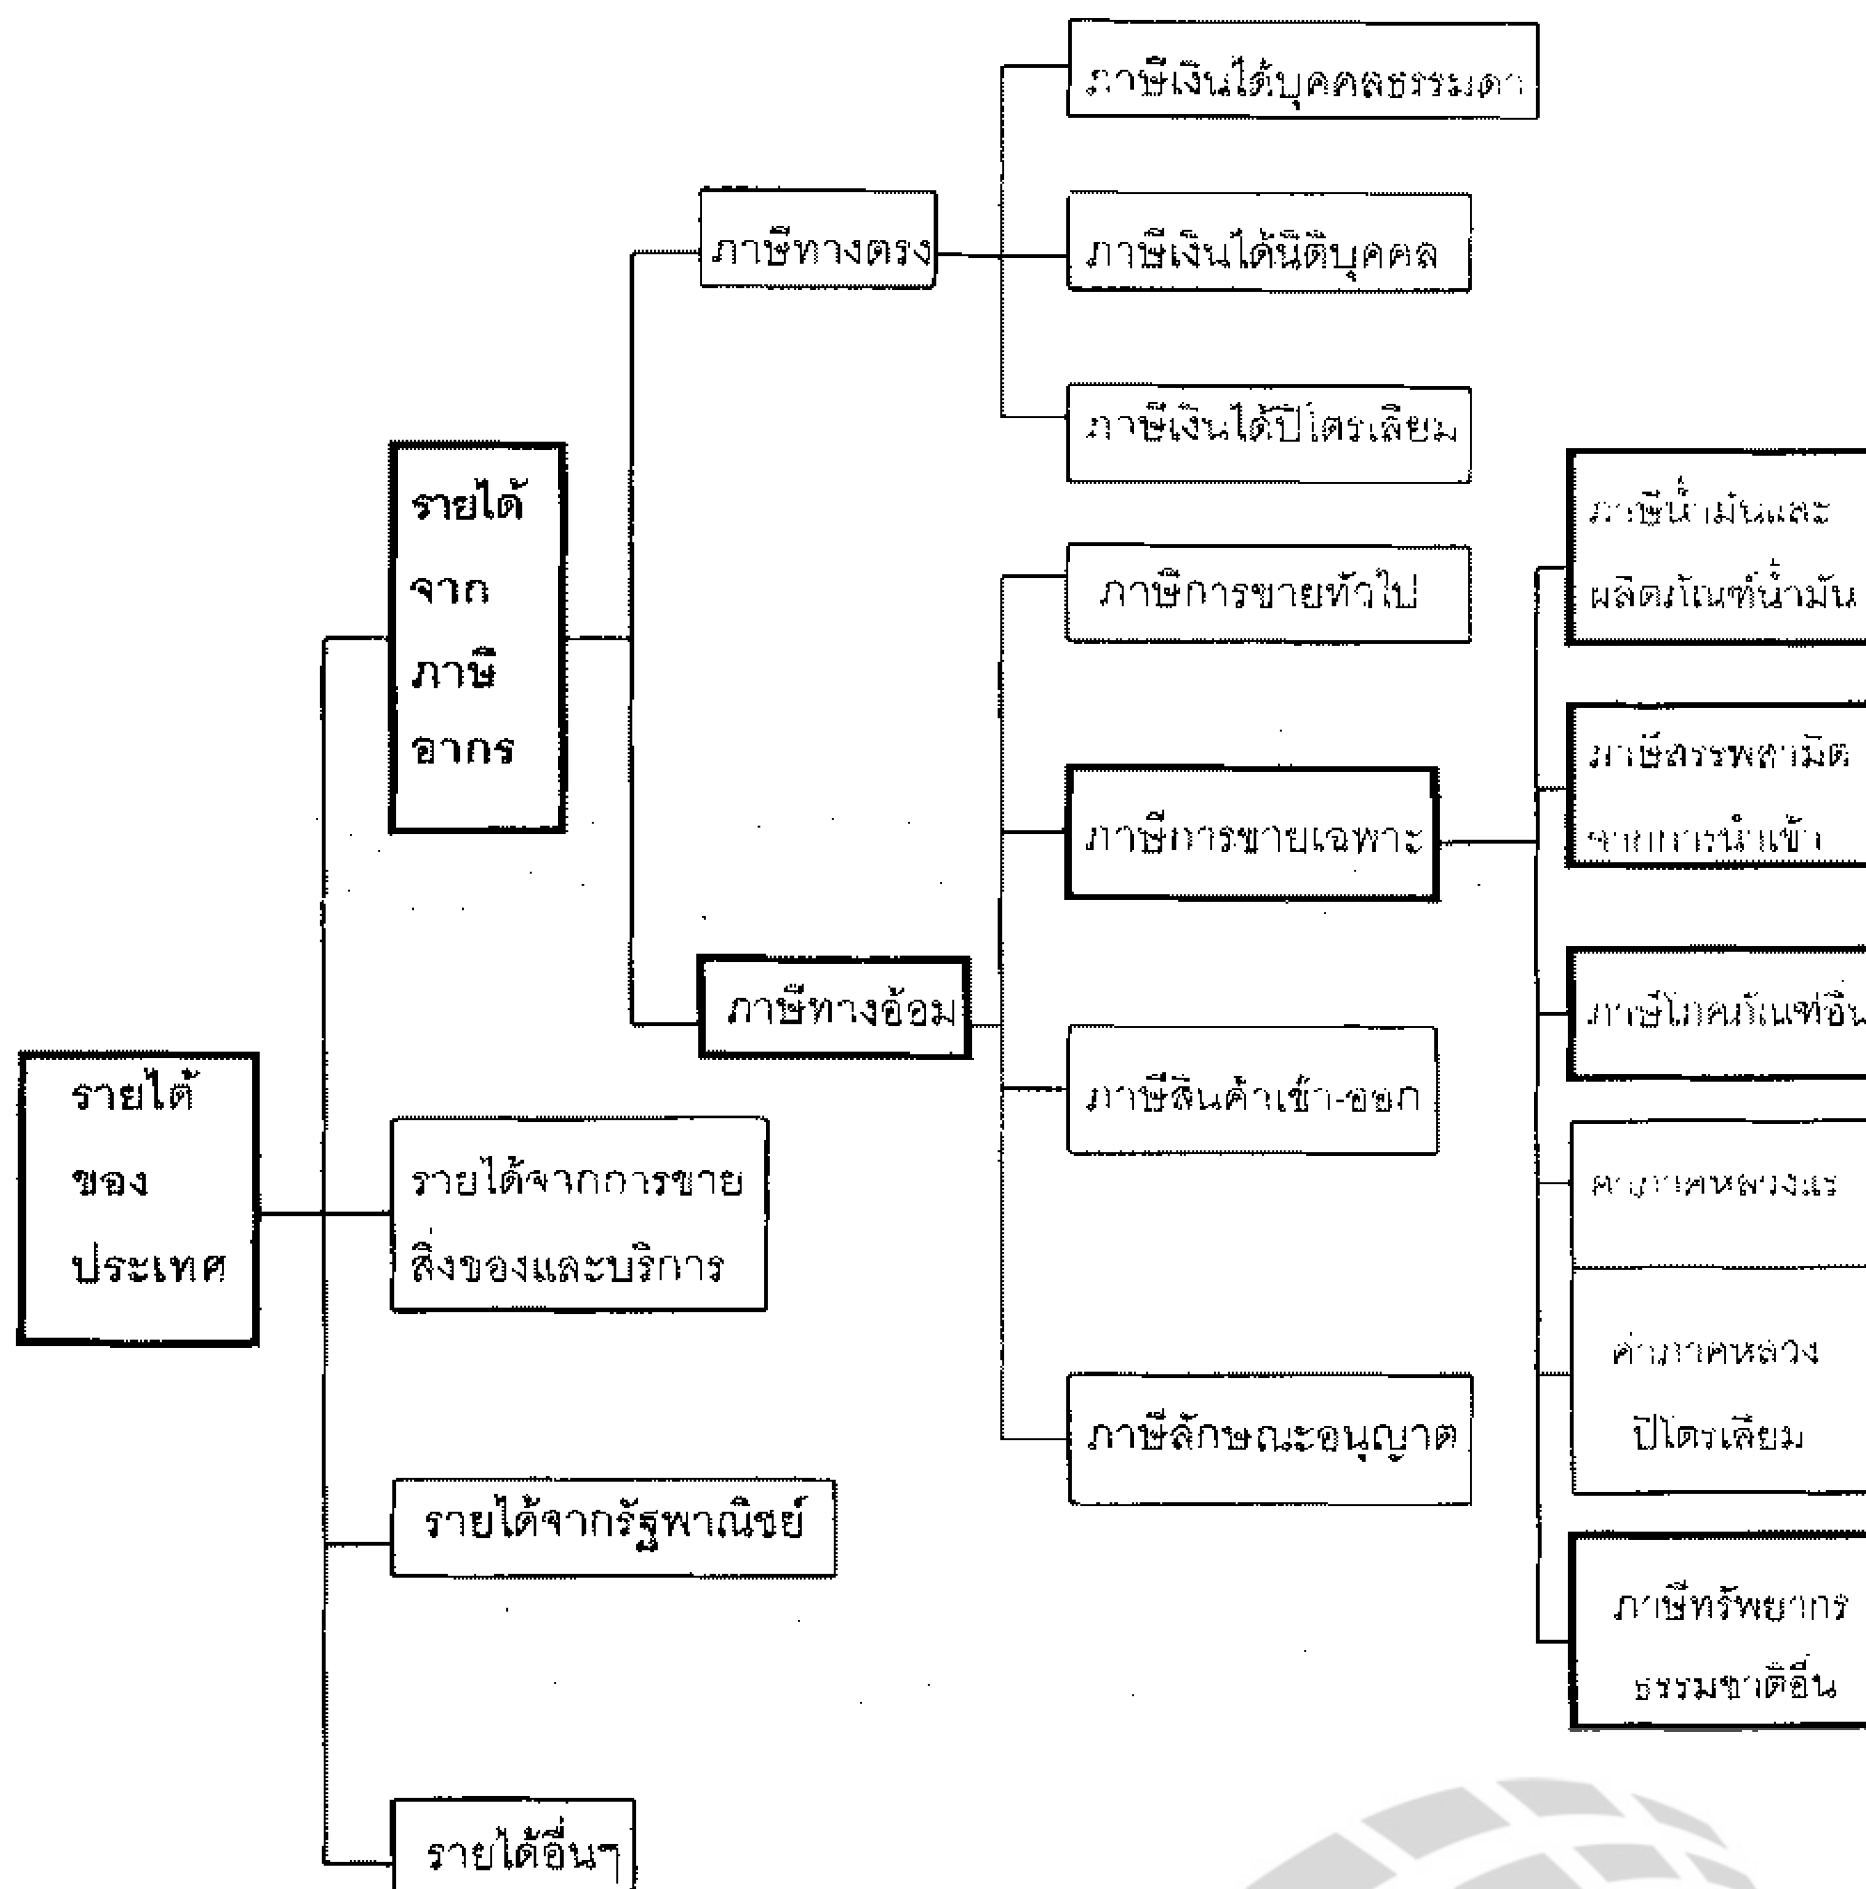 ภาษีเงินได้บุคคลธรรมดา
ภาษีทางตรง
ภาษีเงินได้นิติบุคคล
ภาษีเงินได้ปิโตรเลียม
รายได้
จาก
ภาษี
อากร
ภาษีน้ำมันและ
ผลิตภัณฑ์น้ำมัน
ภาษีการขายทั่วไป
ภาษีสรรพสามิต
จากการนำเข้า
ภาษีการขายเฉพาะ
ภาษีทางอ้อม
ภาษีโภคภัณฑ์อื่น
ภาษีสินค้าเข้า-ออก
รายได้
ของ
ประเทศ
รายได้จากการขาย
สิ่งของและบริการ
ค่าภาคหลวงแร่
ค่าภาคหลวง
ปิโตรเลียม
ภาษีลักษณะอนุญาต
รายได้จากรัฐพาณิชย์
ภาษีทรัพยากร
ธรรมชาติอื่น
รายได้อื่นๆ